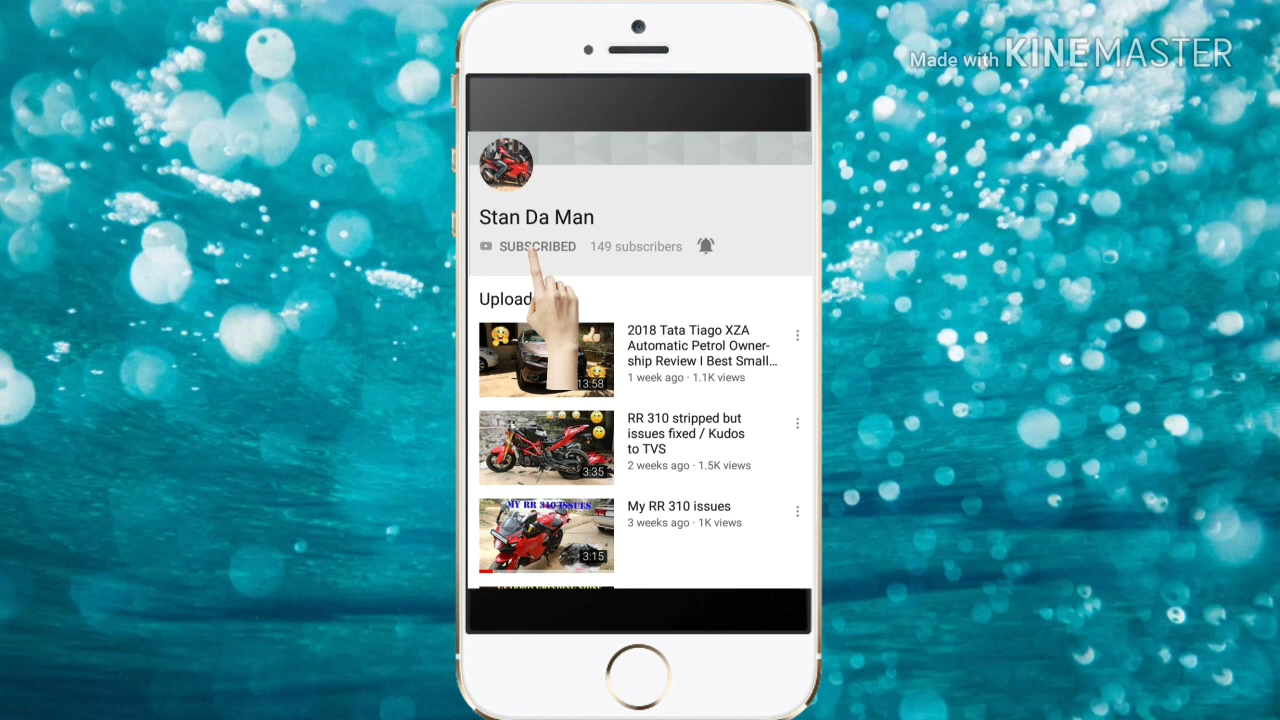 Made with KINEMASTER
Stan Da Man
SUBSCRIBED 149 subscribers
Upload
2018 Tata Tiago XZA
Automatic Petrol Owner-
ship Review I Best Small...
1 week ago · 1.1K views
13:58
RR 310 stripped but
issues fixed / Kudos
to TVS
2 weeks ago · 1.5K views
3:35
MY RR 310 ISSUES
My RR 310 issues
3 weeks ago · 1K views
3:15